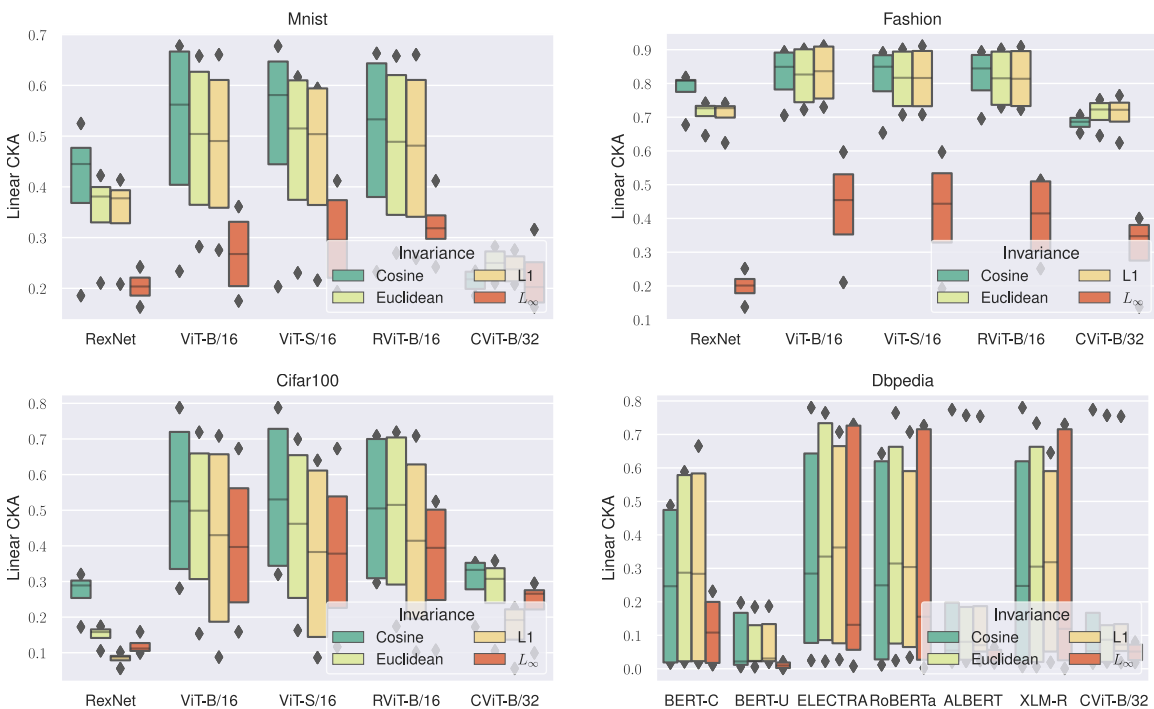 Mnist
0.7
0.6
0.5
0.4
0.3
0.2
Linear CKA
Invariance
Cosine
Euclidean
L1
L∞
RexNet ViT-B/16 ViT-S/16 RViT-B/16 CViT-B/32
Fashion
0.9
0.8
0.7
0.6
0.5
0.4
0.3
0.2
0.1
Linear CKA
Invariance
Cosine
Euclidean
L1
L∞
RexNet ViT-B/16 ViT-S/16 RViT-B/16 CViT-B/32
Cifar100
0.8
0.7
0.6
0.5
0.4
0.3
0.2
0.1
Linear CKA
Invariance
Cosine
Euclidean
L1
L∞
RexNet ViT-B/16 ViT-S/16 RViT-B/16 CViT-B/32
Dbpedia
0.8
0.7
0.6
0.5
0.4
0.3
0.2
0.1
0.0
Linear CKA
Invariance
Cosine
Euclidean
L1
L∞
BERT-C BERT-U ELECTRA RoBERTa ALBERT XLM-R CViT-B/32